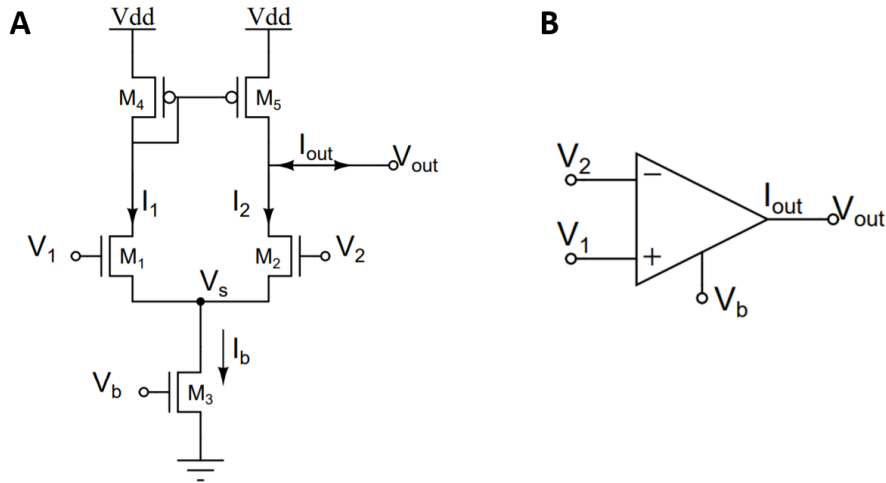 A
Vdd
Vdd
M4
M5
Iout
Vout
I1
I2
V1
M1
M2
V2
Vs
Ib
Vb
M3
B
V2
−
Iout
Vout
V1
+
Vb